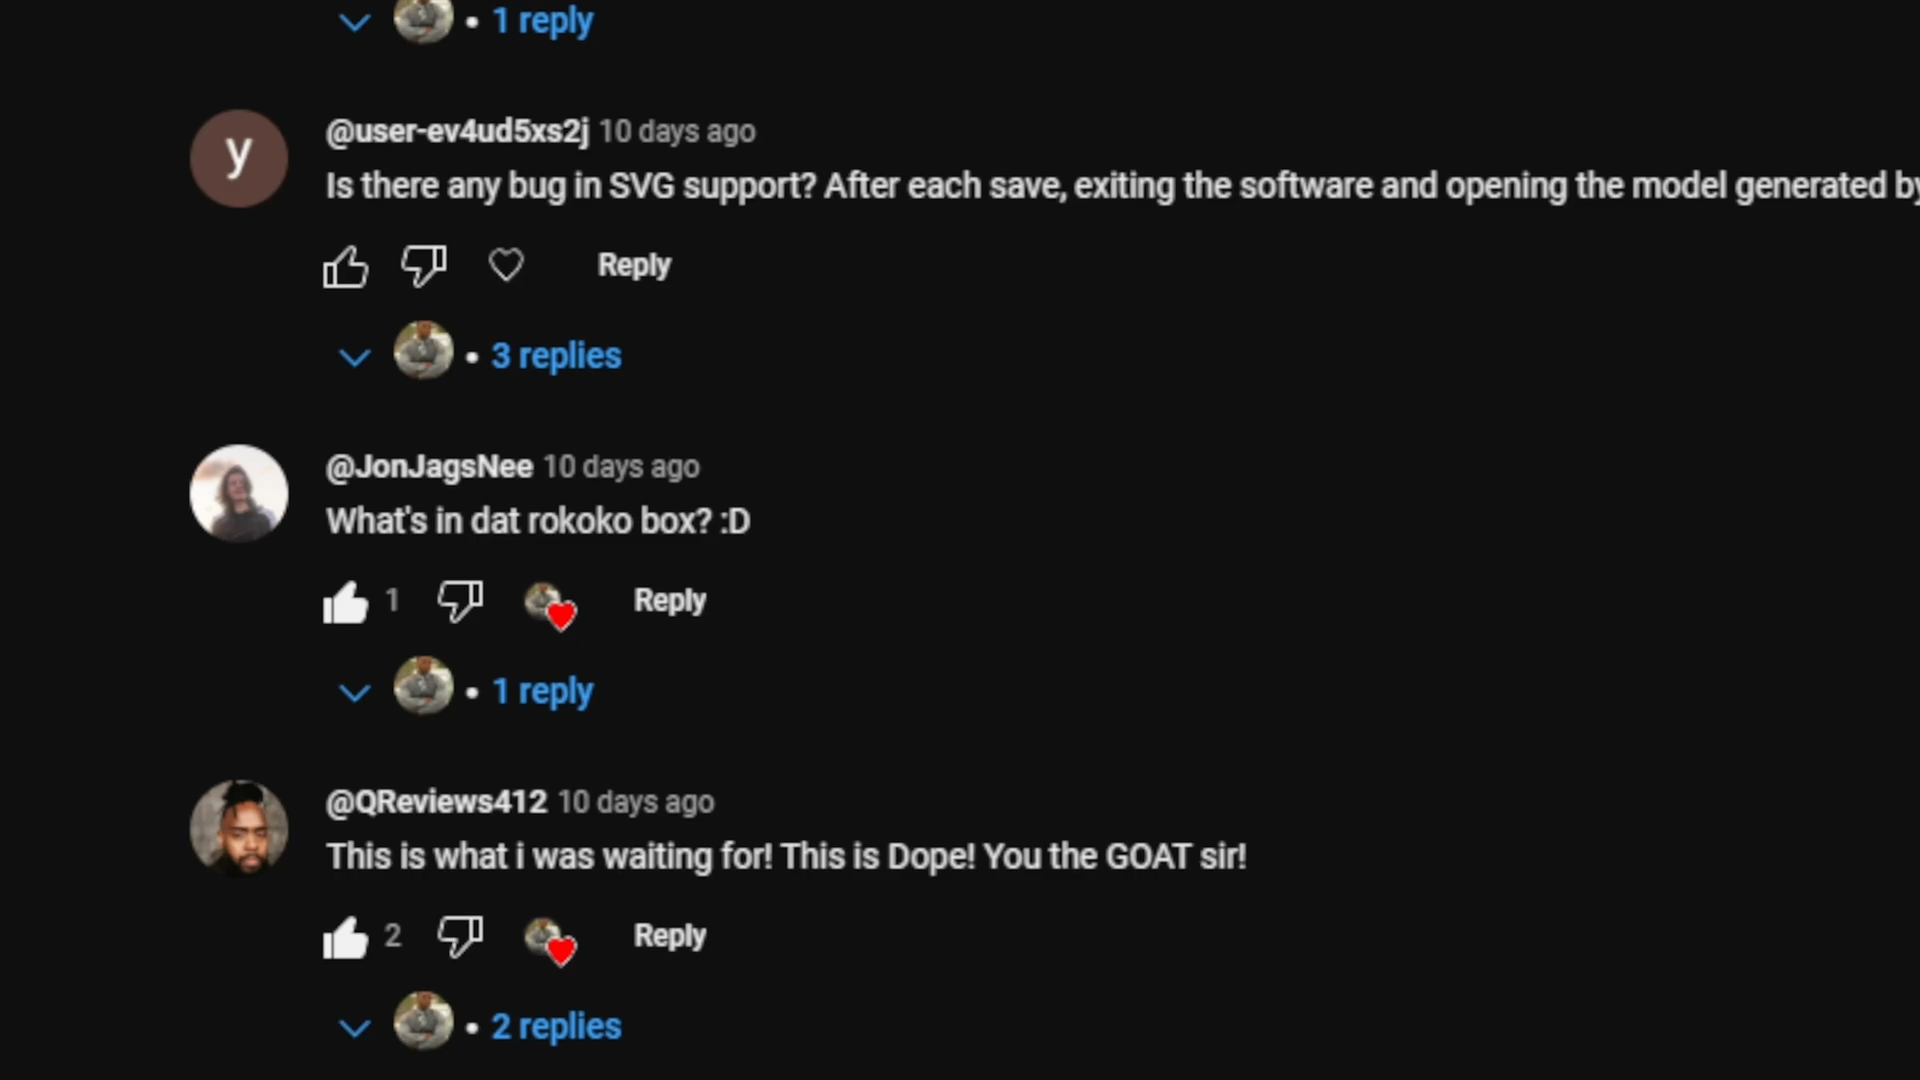 • 1 reply
y
@user-ev4ud5xs2j 10 days ago
Is there any bug in SVG support? After each save, exiting the software and opening the model generated by
Reply
• 3 replies
@JonJagsNee 10 days ago
What's in dat rokoko box? :D
1 Reply
• 1 reply
@QReviews412 10 days ago
This is what i was waiting for! This is Dope! You the GOAT sir!
2 Reply
• 2 replies